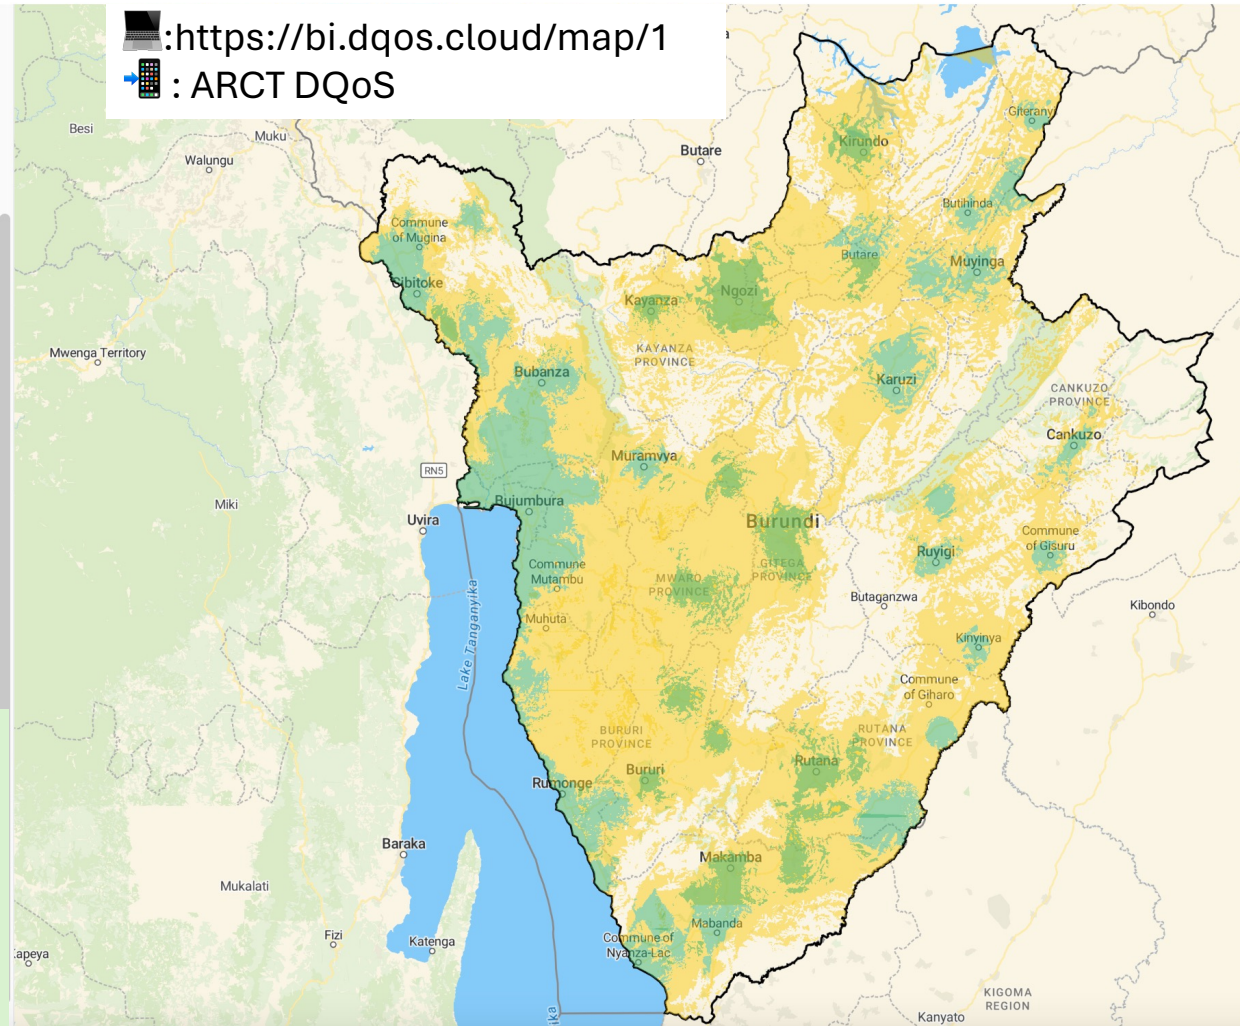 :https://bi.dqos.cloud/map/1
: ARCT DQoS
Besi
Muku
Walungu
Butare
Kirundo
Giterany
Commune
of Mugina
Butihinda
Butare
Muyinga
Cibitoke
Kayanza
Ngozi
Mwenga Territory
KAYANZA
PROVINCE
Bubanza
Karuzi
CANKUZO
PROVINCE
Cankuzo
Muramvya
RN5
Miki
Bujumbura
Uvira
Burundi
Commune
of Gisuru
Ruyigi
Commune
Mutambu
MWARO
PROVINCE
GITEGA
PROVINCE
Butaganzwa
Kibondo
Lake Tanganyika
Muhuta
Kinyinya
Commune
of Giharo
BURURI
PROVINCE
RUTANA
PROVINCE
Rutana
Bururi
Rumonge
Baraka
Makamba
Mukalati
Mabanda
Fizi
Katenga
Commune of
Nyanza-Lac
apeya
KIGOMA
REGION
Kanyato
ika